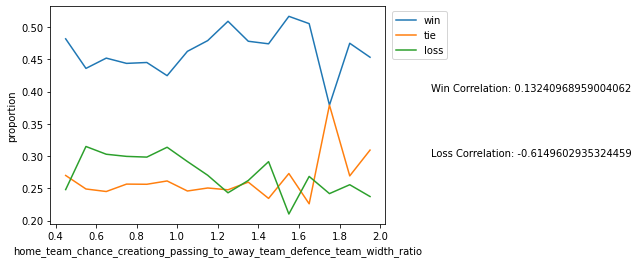 win
tie
loss
0.50
0.45
0.40
0.35
0.30
0.25
0.20
proportion
Win Correlation: 0.13240968959004062
Loss Correlation: -0.6149602935324459
0.4 0.6 0.8 1.0 1.2 1.4 1.6 1.8 2.0
home_team_chance_creationg_passing_to_away_team_defence_team_width_ratio